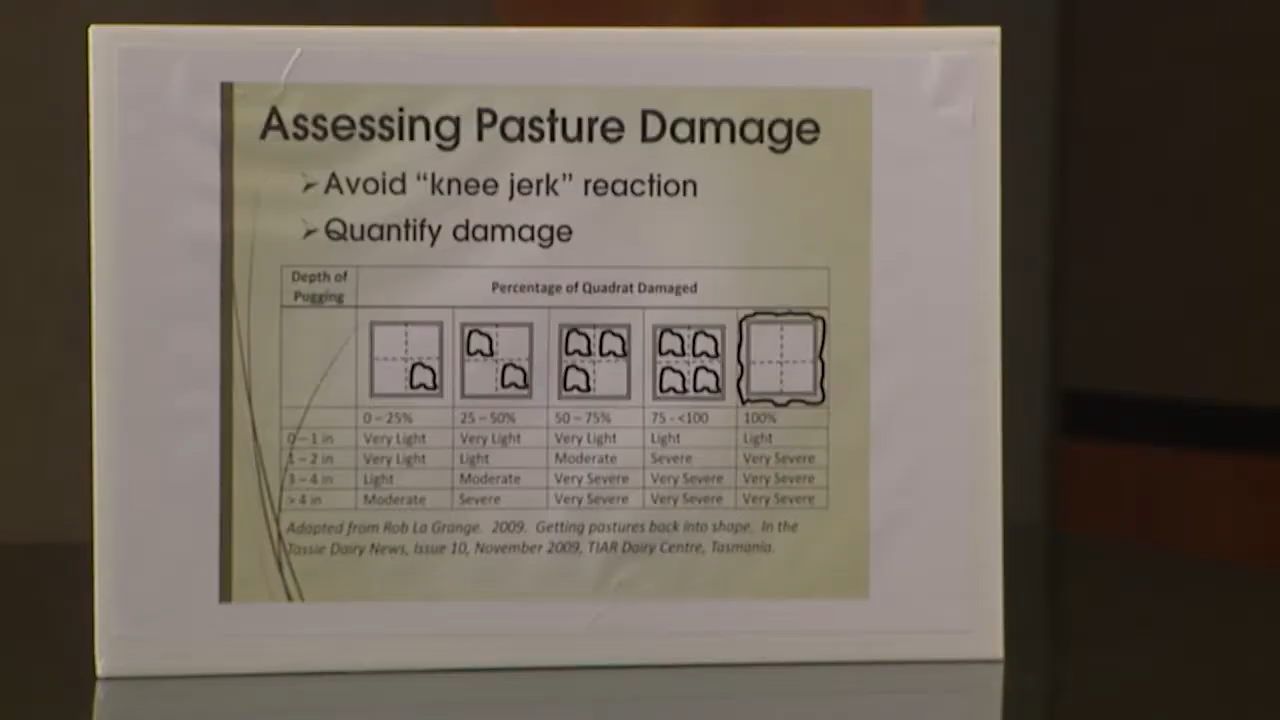 Assessing Pasture Damage
➢Avoid “knee jerk” reaction
➢Quantify damage
Depth of Pugging Percentage of Quadrat Damaged
0 – 25% 25 – 50% 50 – 75% 75 - <100 100%
0 – 1 in Very Light Very Light Very Light Light Light
1 – 2 in Very Light Light Moderate Severe Very Severe
3 – 4 in Light Moderate Very Severe Very Severe Very Severe
> 4 in Moderate Severe Very Severe Very Severe Very Severe
Adapted from Rob La Grange. 2009. Getting pastures back into shape. In the
Tassie Dairy News, Issue 10, November 2009, TIAR Dairy Centre, Tasmania.